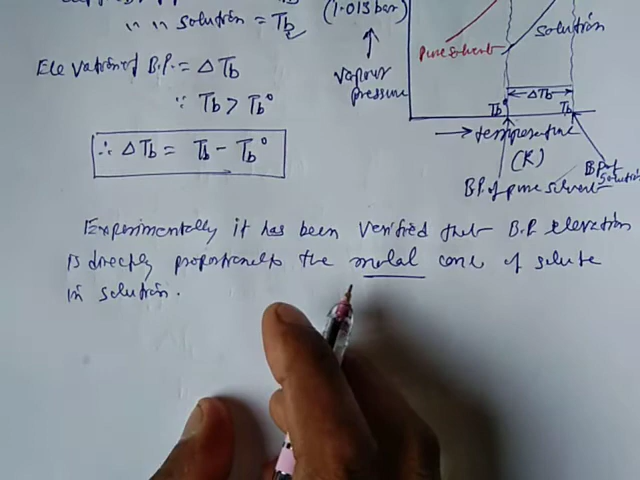 " " solution = Tb
(1.013 bar)
solution
Pure solvent
Elevation of B.P. = ΔTb
vapour
pressure
∵ Tb > Tb°
ΔTb
Tb° Tb
∴ ΔTb = Tb - Tb°
temperature
(K)
B.P. of
solution
B.P. of pure solvent
Experimentally it has been verified that B.P. elevation
is directly proportional to the molal conc of solute
in solution.